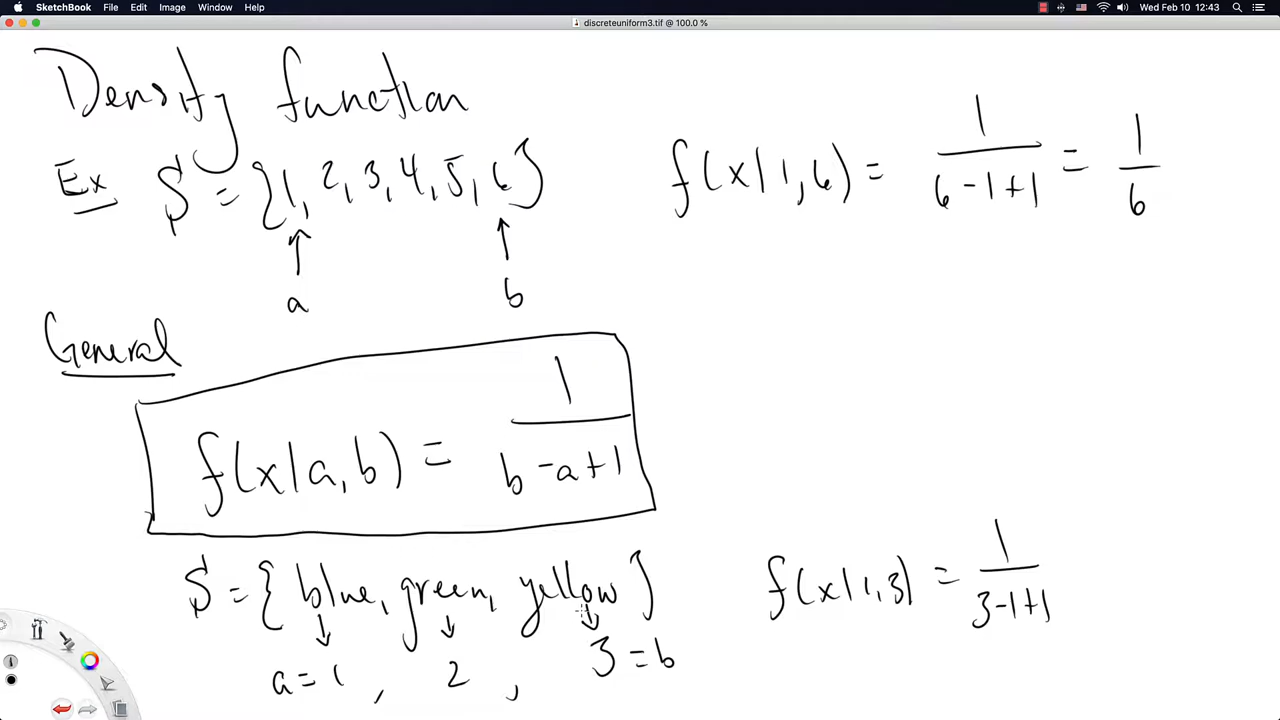 SketchBook File Edit Image Window Help Wed Feb 10 12:43
discreteuniform3.tif @ 100.0 %
Density function
Ex S = {1, 2, 3, 4, 5, 6}
a b
f(x|1,6) = 1/(6-1+1) = 1/6
General
f(x|a,b) = 1/(b-a+1)
S = {blue, green, yellow}
a=1, 2, 3=b
f(x|1,3) = 1/(3-1+1)